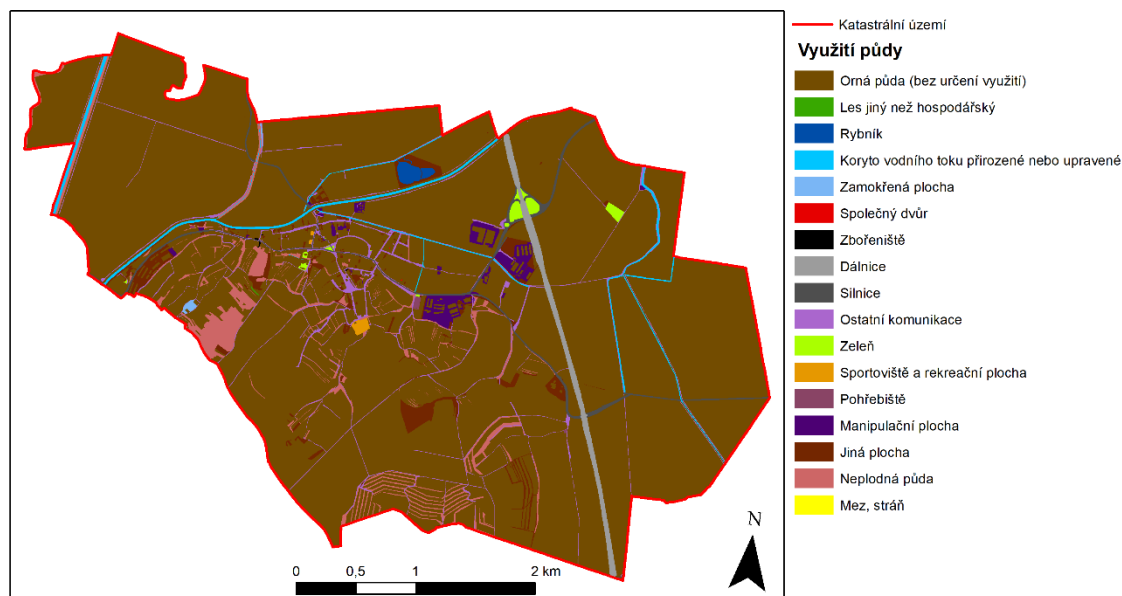 Katastrální území
Využití půdy
Orná půda (bez určení využití)
Les jiný než hospodářský
Rybník
Koryto vodního toku přirozené nebo upravené
Zamokřená plocha
Společný dvůr
Zbořeniště
Dálnice
Silnice
Ostatní komunikace
Zeleň
Sportoviště a rekreační plocha
Pohřebiště
Manipulační plocha
Jiná plocha
Neplodná půda
Mez, stráň
N
0 0,5 1 2 km